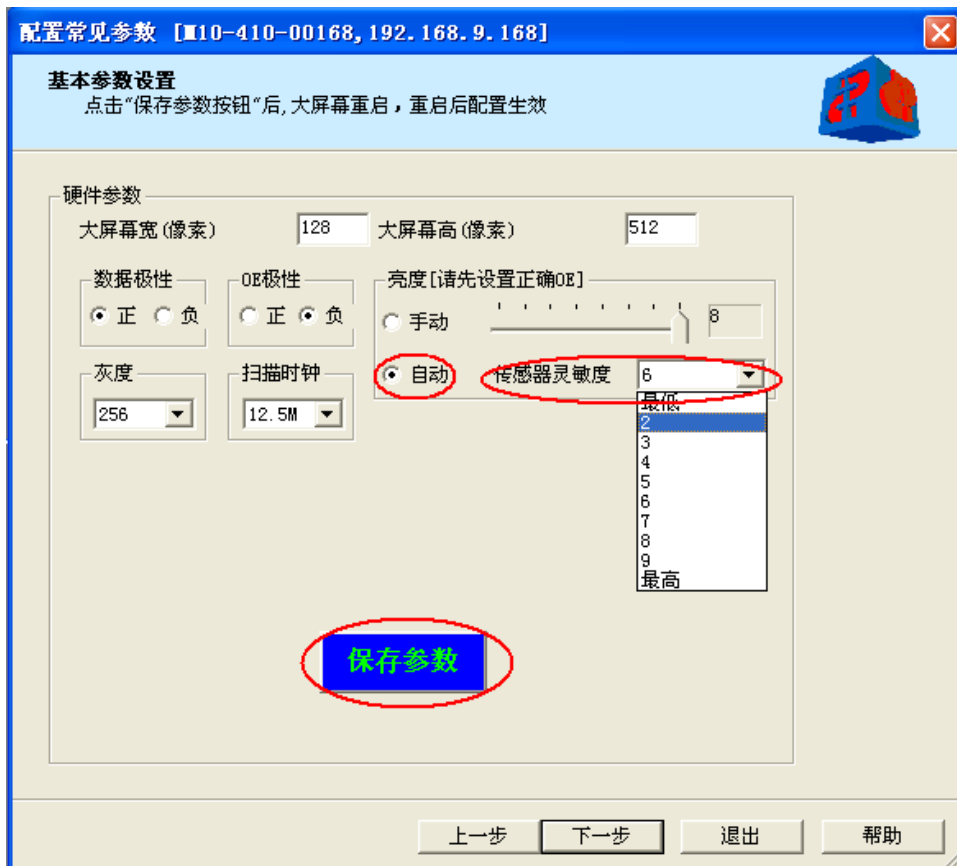 配置常见参数 [M10-410-00168,192.168.9.168]
基本参数设置
点击“保存参数按钮”后,大屏幕重启，重启后配置生效
硬件参数
大屏幕宽(像素) 128 大屏幕高(像素) 512
数据极性 OE极性 亮度[请先设置正确OE]
正 负 正 负 手动 8
灰度 扫描时钟 自动 传感器灵敏度 6
256 12.5M
最低
2
3
4
5
6
7
8
9
最高
保存参数
上一步 下一步 退出 帮助